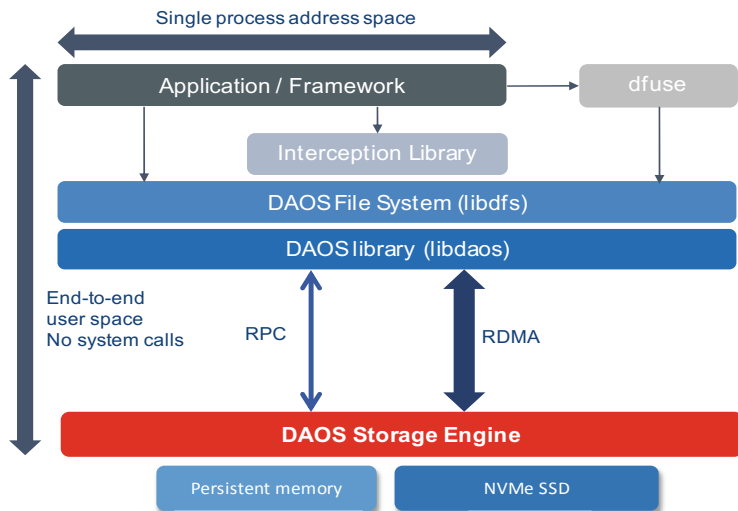 Single process address space
Application / Framework
dfuse
Interception Library
DAOS File System (libdfs)
DAOS library (libdaos)
End-to-end
user space
No system calls
RPC
RDMA
DAOS Storage Engine
Persistent memory
NVMe SSD